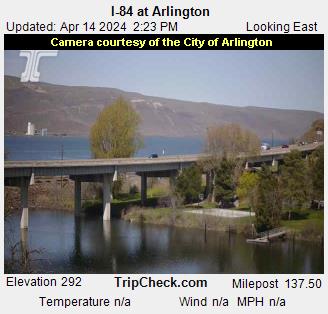 I-84 at Arlington
Updated: Apr 14 2024 2:23 PM Looking East
Camera courtesy of the City of Arlington
Elevation 292 TripCheck.com Milepost 137.50
Temperature n/a Wind n/a MPH n/a